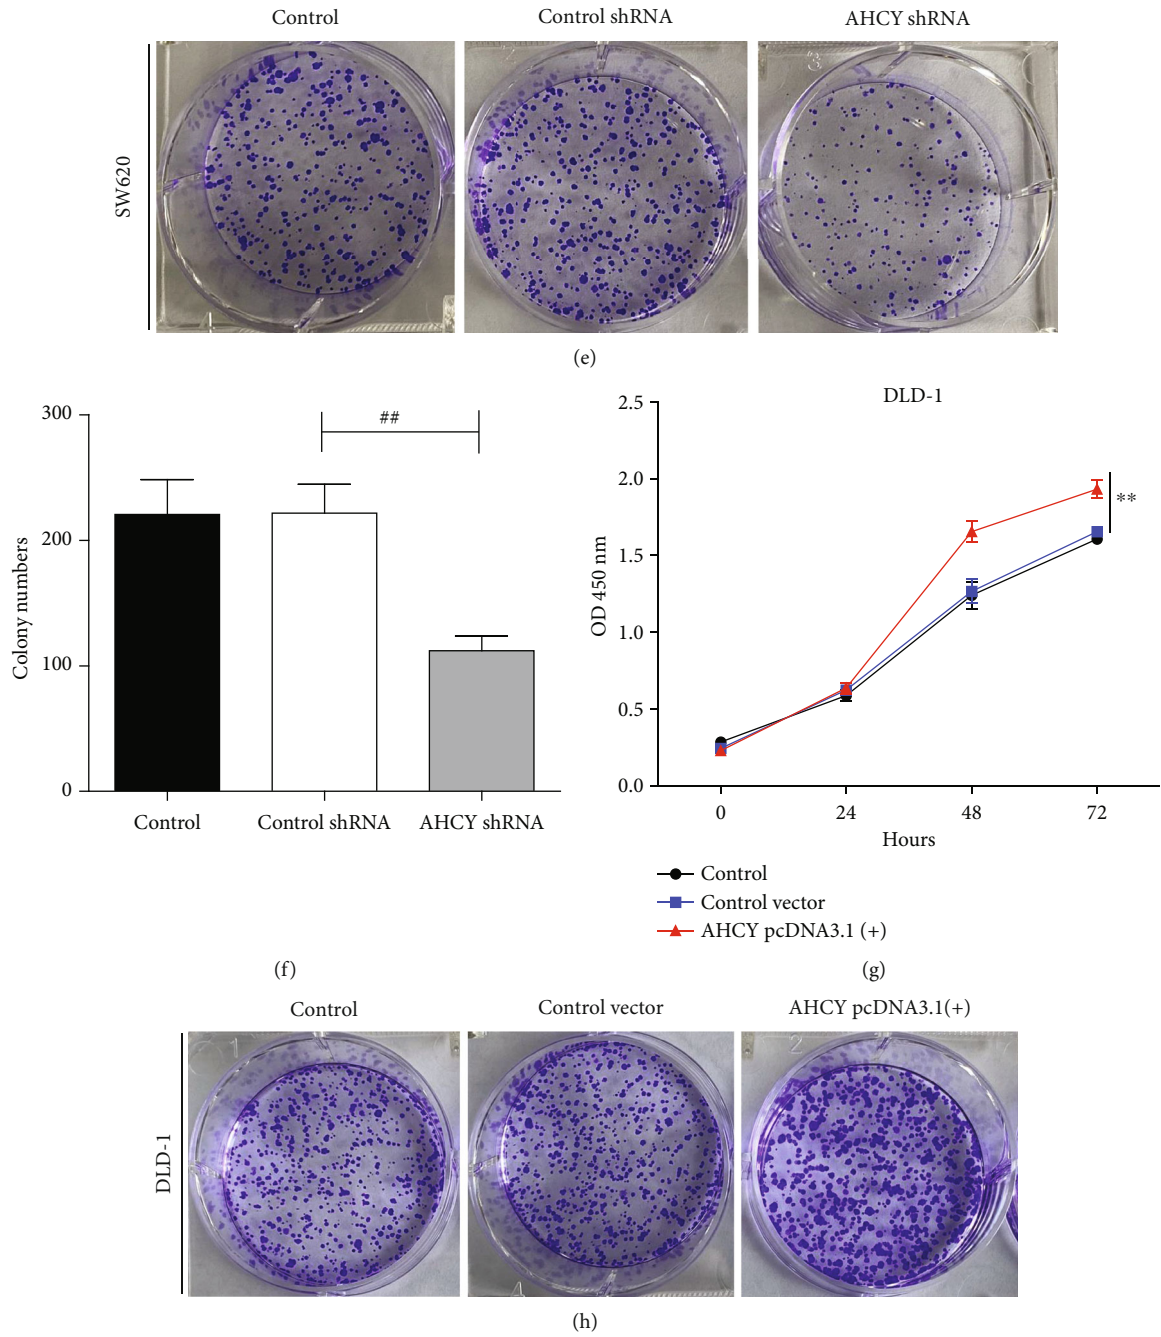 Control
Control shRNA
AHCY shRNA
SW620
(e)
300
200
100
0
Colony numbers
##
Control
Control shRNA
AHCY shRNA
(f)
DLD-1
2.5
2.0
1.5
1.0
0.5
0.0
OD 450 nm
**
0
24
48
72
Hours
Control
Control vector
AHCY pcDNA3.1 (+)
(g)
Control
Control vector
AHCY pcDNA3.1(+)
DLD-1
1
2
(h)